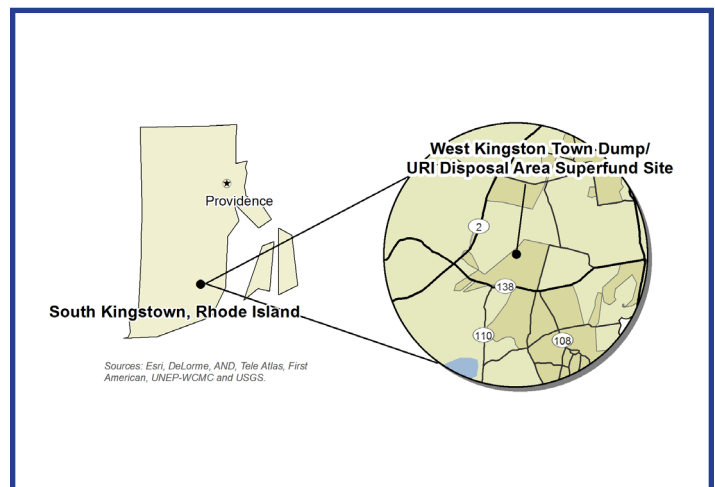 West Kingston Town Dump/
URI Disposal Area Superfund Site
Providence
2
138
South Kingstown, Rhode Island
110
108
Sources: Esri, DeLorme, AND, Tele Atlas, First
American, UNEP-WCMC and USGS.